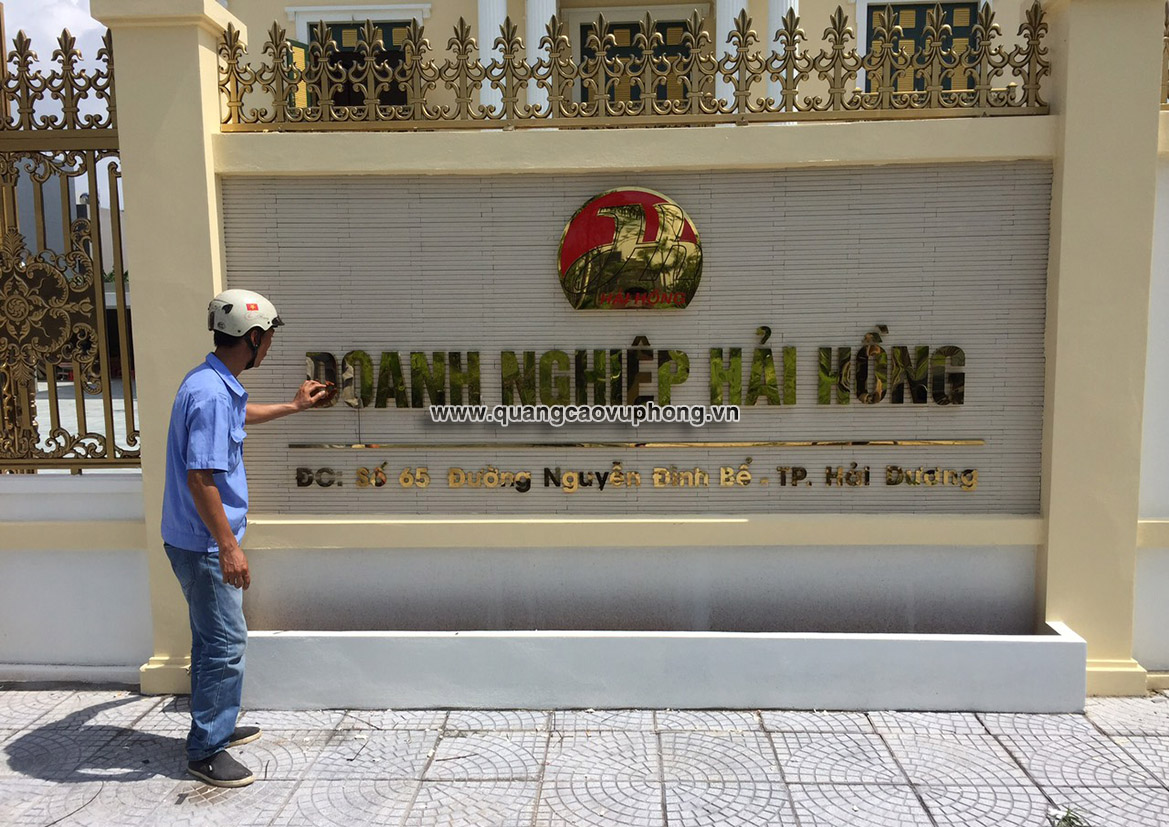 HẢI HỒNG
DOANH NGHIỆP HẢI HỒNG
www.quangcaovuphong.vn
ĐC: Số 65 Đường Nguyễn Đình Bể - TP. Hải Dương